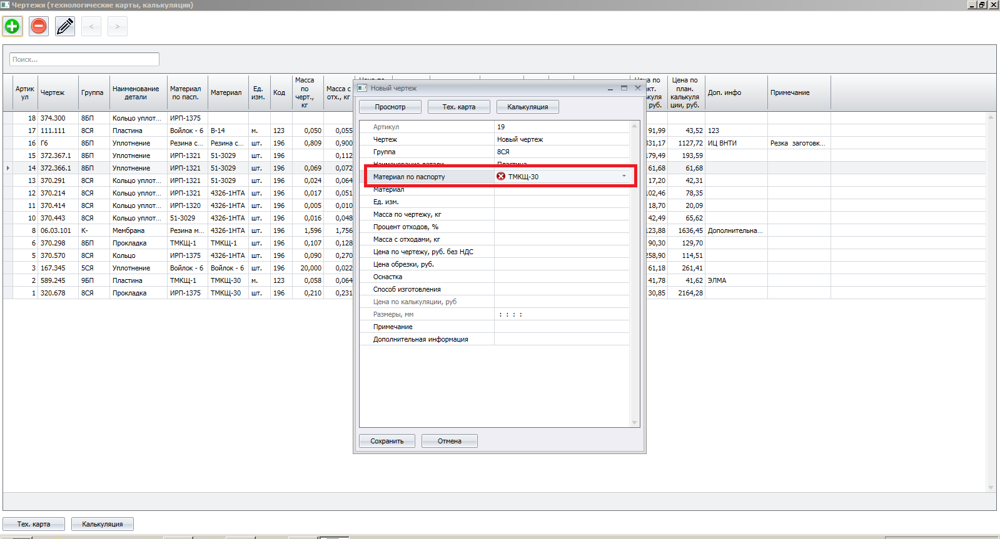 Чертежи (технологические карты, калькуляции)
< >
Поиск...
Артикул Чертеж Группа Наименование детали Материал по пасп. Материал Ед. изм. Код Масса по черт., кг Масса с отх., кг Цена по план. калькуляции, руб. Доп. инфо Примечание
18 374.300 8БП Кольцо уплот... ИРП-1375
17 111.111 8СЯ Пластина Войлок - 6 В-14 м. 123 0,050 0,055 91,99 43,52 123
16 Г6 8БП Уплотнение Резина с... Резина с... шт. 196 0,809 0,900 331,17 1127,72 ИЦ ВНТИ Резка заготовк...
15 372.367.1 8БП Уплотнение ИРП-1321 51-3029 шт. 196 0,112 179,49 193,59
14 372.366.1 8БП Уплотнение ИРП-1321 51-3029 шт. 196 0,069 0,072 61,68 61,68
13 370.291 8БП Уплотнение ИРП-1321 51-3029 шт. 196 0,024 0,064 17,20 42,31
12 370.214 8БП Уплотнение ИРП-1321 4326-1НТА шт. 196 0,017 0,051 102,46 78,35
11 370.414 8СЯ Кольцо уплот... ИРП-1320 4326-1НТА шт. 196 0,005 0,010 18,70 20,09
10 370.443 8СЯ Кольцо уплот... 51-3029 4326-1НТА шт. 196 0,016 0,048 42,49 65,62
8 06.03.101 К- Мембрана Резина м... 4326-1НТА шт. 196 1,596 1,756 123,88 1636,45 Дополнительна...
6 370.298 8БП Прокладка ТМКЩ-1 ТМКЩ-1 шт. 196 0,107 0,128 90,30 129,70
5 370.570 8СЯ Кольцо ИРП-1375 4326-1НТА шт. 196 0,090 0,270 258,90 114,51
3 167.345 5СЯ Уплотнение Войлок - 6 Войлок - 6 шт. 196 20,000 0,022 61,18 261,41
2 589.245 9БП Пластина ТМКЩ-1 ТМКЩ-30 м. 123 0,058 0,064 41,78 41,62 ЭЛМА
1 320.678 8СЯ Прокладка ИРП-1375 ТМКЩ-30 шт. 196 0,210 0,231 30,85 2164,28
Новый чертеж
Просмотр Тех. карта Калькуляция
Артикул 19
Чертеж Новый чертеж
Группа 8СЯ
Наименование детали Пластина
Материал по паспорту ТМКЩ-30
Материал
Ед. изм.
Масса по чертежу, кг
Процент отходов, %
Масса с отходами, кг
Цена по чертежу, руб. без НДС
Цена обрезки, руб.
Оснастка
Способ изготовления
Цена по калькуляции, руб
Размеры, мм : : : :
Примечание
Дополнительная информация
Сохранить Отмена
Тех. карта Калькуляция